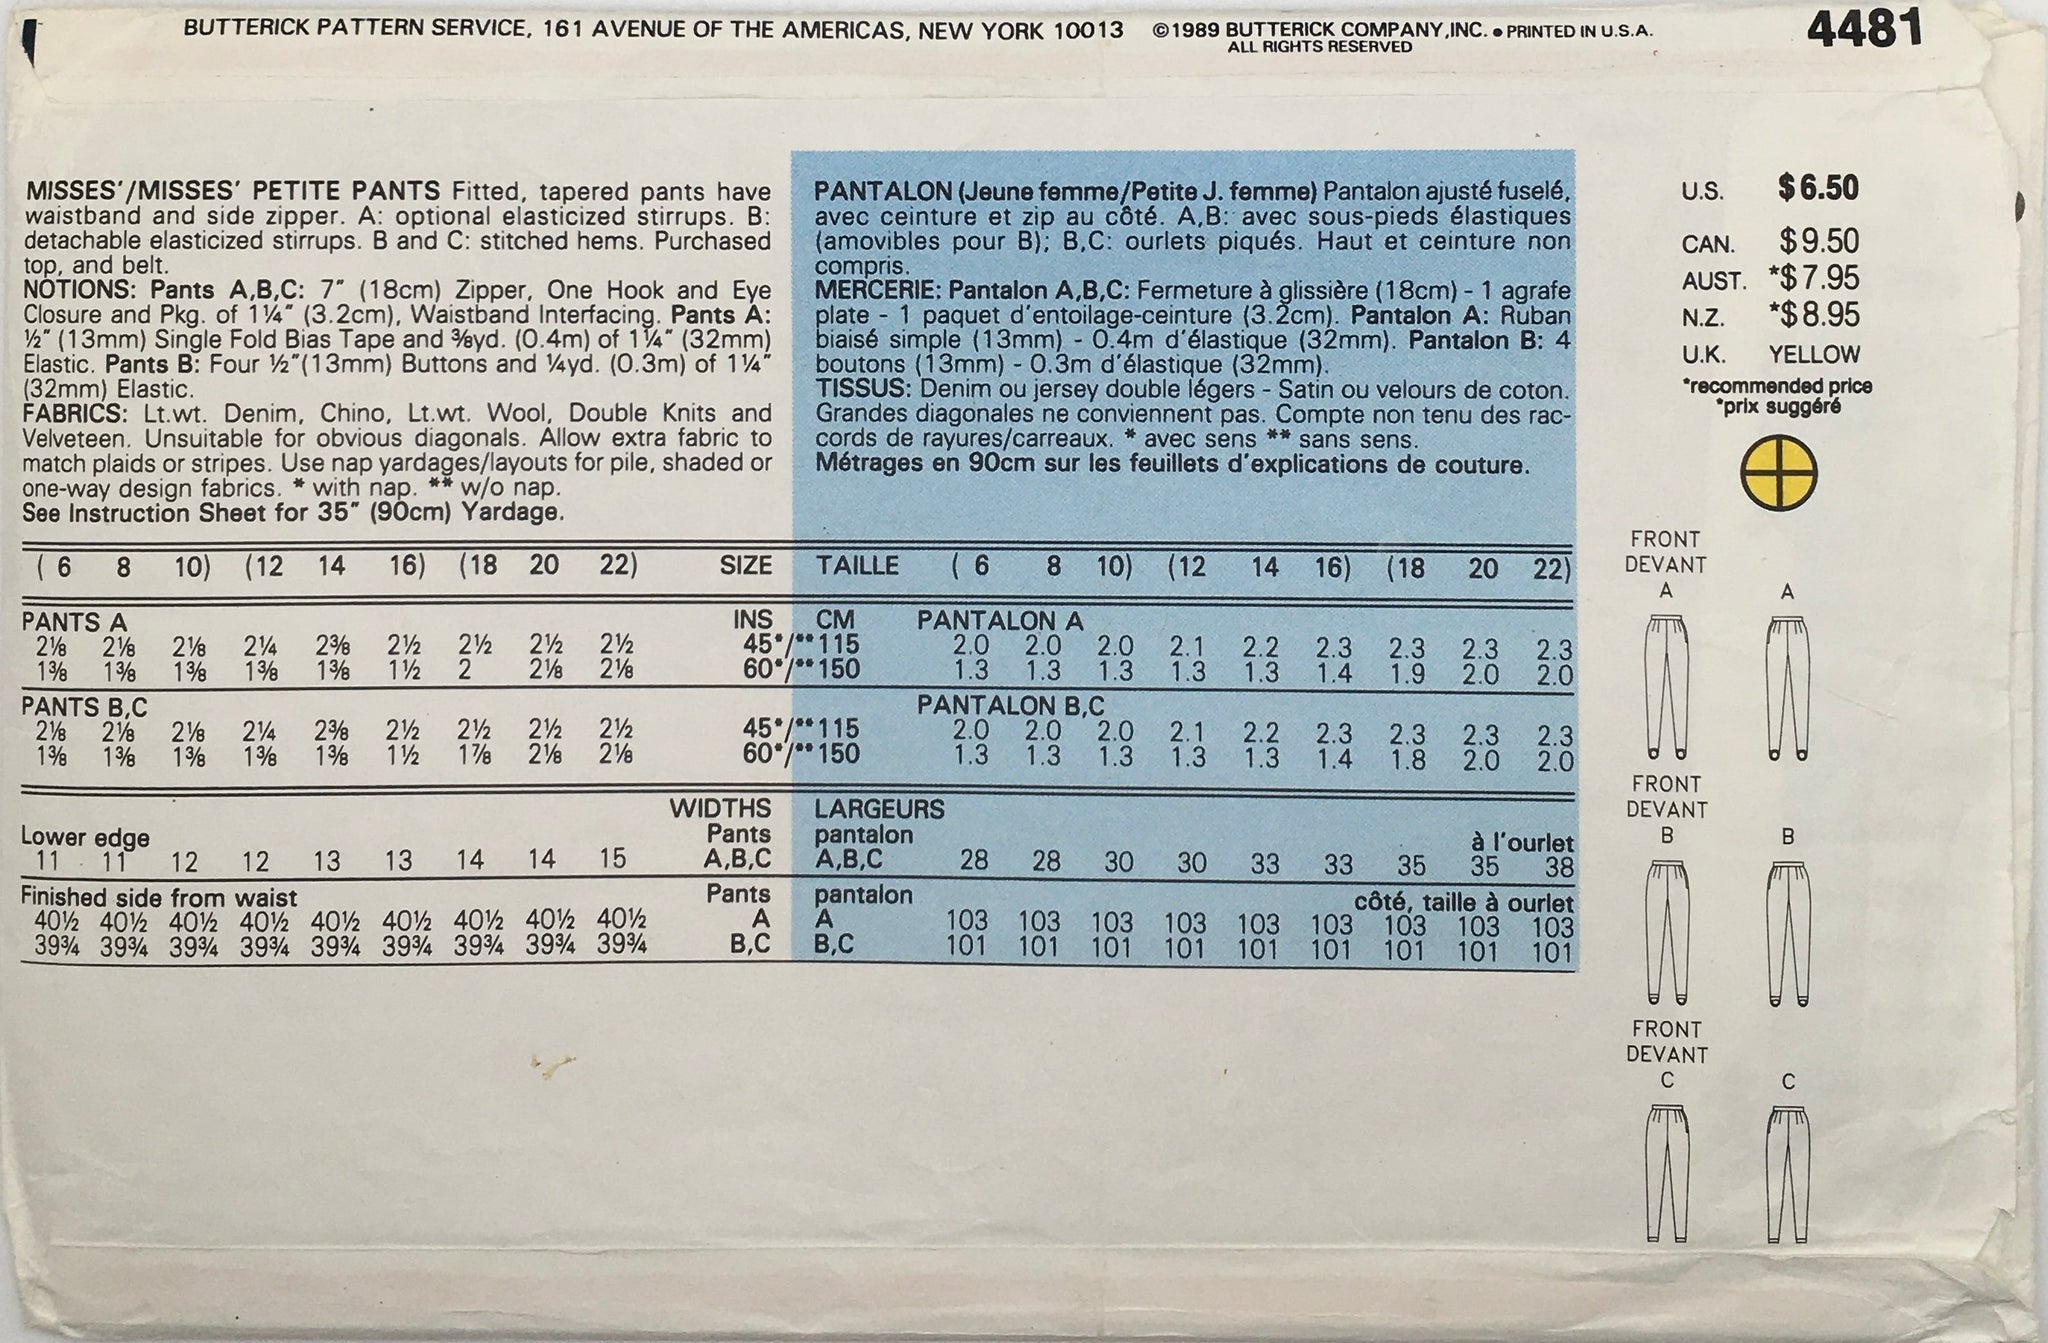 BUTTERICK PATTERN SERVICE, 161 AVENUE OF THE AMERICAS, NEW YORK 10013 ©1989 BUTTERICK COMPANY,INC. ● PRINTED IN U.S.A.
ALL RIGHTS RESERVED
4481
MISSES'/MISSES' PETITE PANTS Fitted, tapered pants have
waistband and side zipper. A: optional elasticized stirrups. B:
detachable elasticized stirrups. B and C: stitched hems. Purchased
top, and belt.
NOTIONS: Pants A,B,C: 7" (18cm) Zipper, One Hook and Eye
Closure and Pkg. of 1¼" (3.2cm), Waistband Interfacing. Pants A:
½" (13mm) Single Fold Bias Tape and ⅜yd. (0.4m) of 1¼" (32mm)
Elastic. Pants B: Four ½"(13mm) Buttons and ¼yd. (0.3m) of 1¼"
(32mm) Elastic.
FABRICS: Lt.wt. Denim, Chino, Lt.wt. Wool, Double Knits and
Velveteen. Unsuitable for obvious diagonals. Allow extra fabric to
match plaids or stripes. Use nap yardages/layouts for pile, shaded or
one-way design fabrics. * with nap. ** w/o nap.
See Instruction Sheet for 35" (90cm) Yardage.
PANTALON (Jeune femme/Petite J. femme) Pantalon ajusté fuselé,
avec ceinture et zip au côté. A,B: avec sous-pieds élastiques
(amovibles pour B); B,C: ourlets piqués. Haut et ceinture non
compris.
MERCERIE: Pantalon A,B,C: Fermeture à glissière (18cm) - 1 agrafe
plate - 1 paquet d'entoilage-ceinture (3.2cm). Pantalon A: Ruban
biaisé simple (13mm) - 0.4m d'élastique (32mm). Pantalon B: 4
boutons (13mm) - 0.3m d'élastique (32mm).
TISSUS: Denim ou jersey double légers - Satin ou velours de coton.
Grandes diagonales ne conviennent pas. Compte non tenu des rac-
cords de rayures/carreaux. * avec sens ** sans sens.
Métrages en 90cm sur les feuillets d'explications de couture.
U.S. $6.50
CAN. $9.50
AUST. *$7.95
N.Z. *$8.95
U.K. YELLOW
*recommended price
*prix suggéré
( 6 8 10) (12 14 16) (18 20 22) SIZE TAILLE ( 6 8 10) (12 14 16) (18 20 22)
PANTS A INS CM PANTALON A
2⅛ 2⅛ 2⅛ 2¼ 2⅜ 2½ 2½ 2½ 2½ 45*/**115 2.0 2.0 2.0 2.1 2.2 2.3 2.3 2.3 2.3
1⅜ 1⅜ 1⅜ 1⅜ 1⅜ 1½ 2 2⅛ 2⅛ 60*/**150 1.3 1.3 1.3 1.3 1.3 1.4 1.9 2.0 2.0
PANTS B,C PANTALON B,C
2⅛ 2⅛ 2⅛ 2¼ 2⅜ 2½ 2½ 2½ 2½ 45*/**115 2.0 2.0 2.0 2.1 2.2 2.3 2.3 2.3 2.3
1⅜ 1⅜ 1⅜ 1⅜ 1⅜ 1½ 1⅞ 2⅛ 2⅛ 60*/**150 1.3 1.3 1.3 1.3 1.3 1.4 1.8 2.0 2.0
WIDTHS LARGEURS
Lower edge Pants pantalon à l'ourlet
11 11 12 12 13 13 14 14 15 A,B,C A,B,C 28 28 30 30 33 33 35 35 38
Finished side from waist Pants pantalon côté, taille à ourlet
40½ 40½ 40½ 40½ 40½ 40½ 40½ 40½ 40½ A A 103 103 103 103 103 103 103 103 103
39¾ 39¾ 39¾ 39¾ 39¾ 39¾ 39¾ 39¾ 39¾ B,C B,C 101 101 101 101 101 101 101 101 101
FRONT
DEVANT
A A
FRONT
DEVANT
B B
FRONT
DEVANT
C C